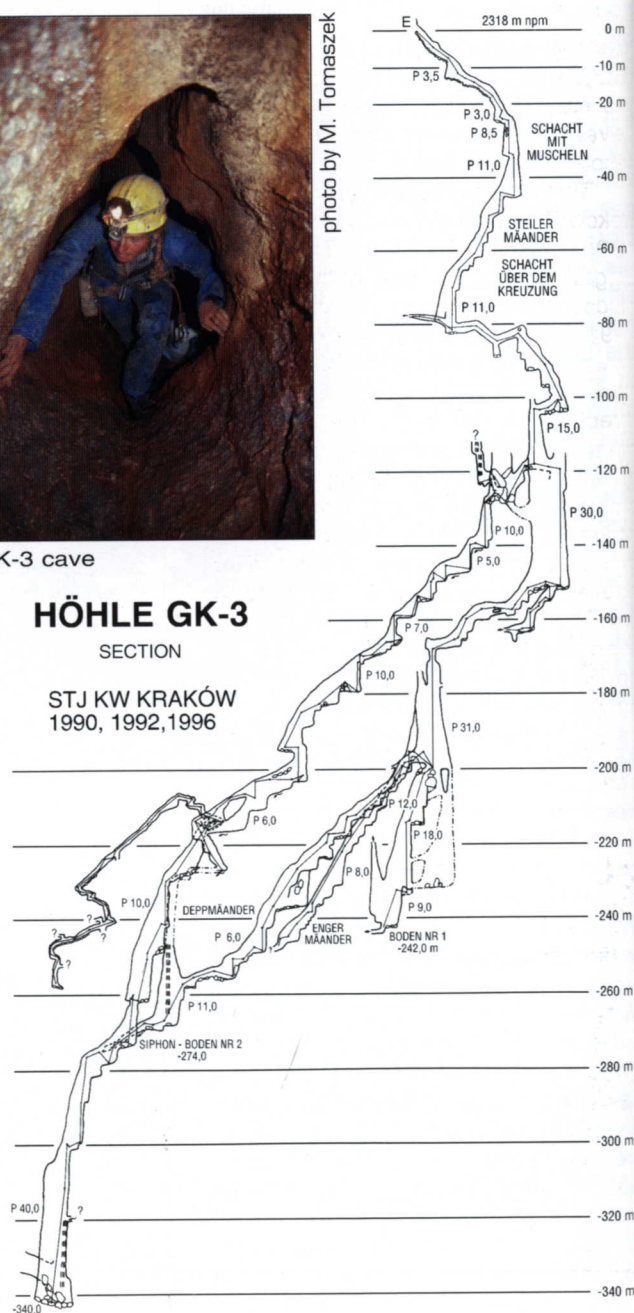 photo by M. Tomaszek
K-3 cave
HÖHLE GK-3
SECTION
STJ KW KRAKÓW
1990, 1992,1996
E
2318 m npm
0 m
P 3,5
-10 m
-20 m
P 3,0
P 8,5
SCHACHT
MIT
MUSCHELN
P 11,0
-40 m
STEILER
MÄANDER
-60 m
SCHACHT
ÜBER DEM
KREUZUNG
P 11,0
-80 m
-100 m
P 15,0
?
-120 m
P 30,0
P 10,0
-140 m
P 5,0
P 7,0
-160 m
P 10,0
-180 m
P 31,0
-200 m
P 6,0
P 12,0
P 18,0
-220 m
P 8,0
P 10,0
DEPPMÄANDER
P 9,0
? ? ?
P 6,0
ENGER
MÄANDER
BODEN NR 1
-242,0 m
-240 m
?
?
P 11,0
-260 m
SIPHON - BODEN NR 2
-274,0
-280 m
-300 m
P 40,0
?
-320 m
-340 m
-340,0